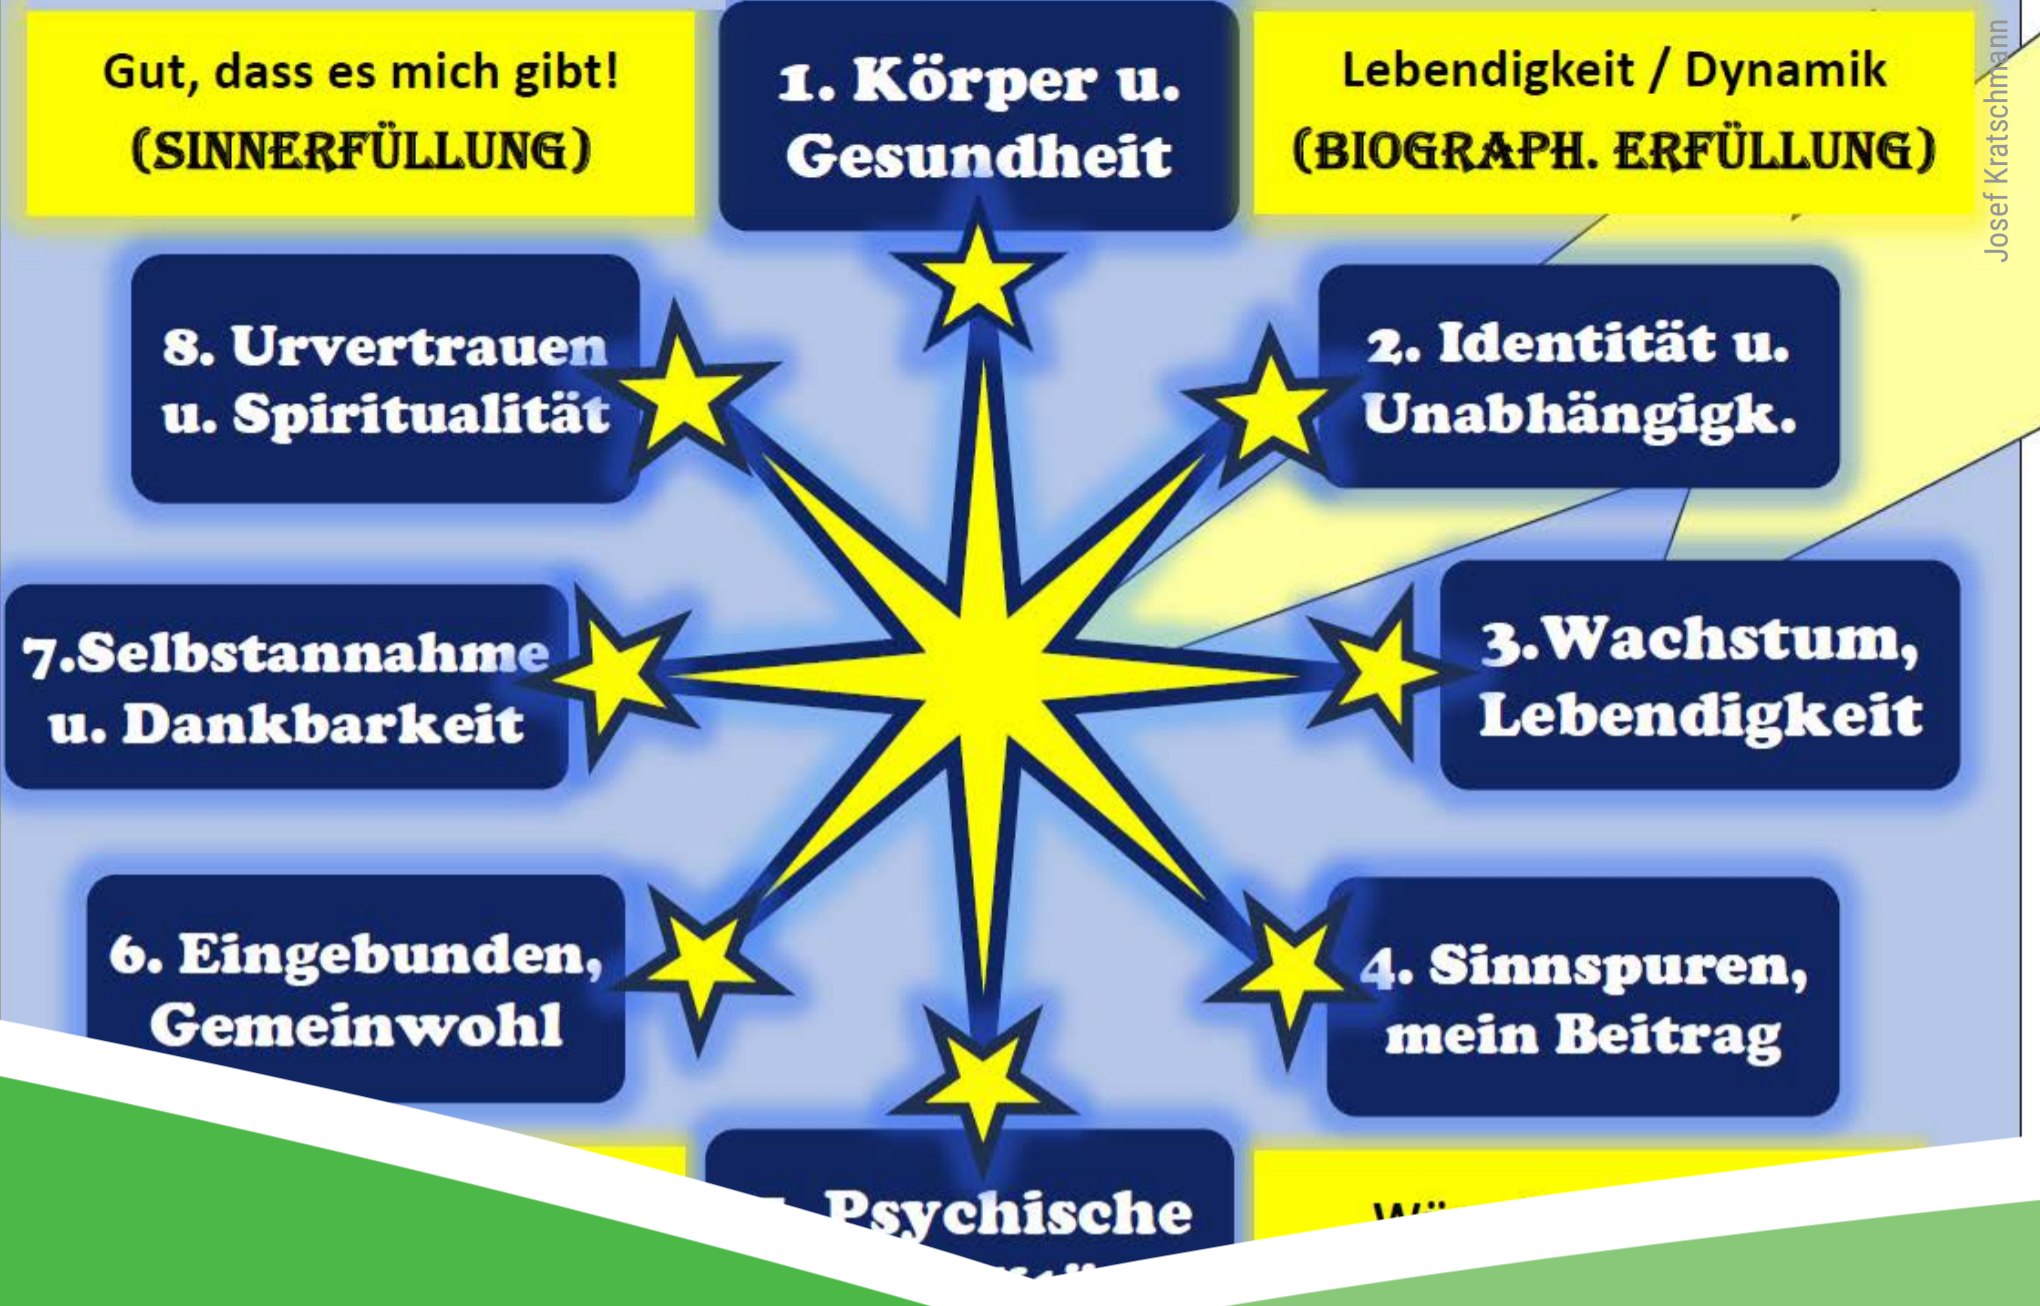 Gut, dass es mich gibt!
(SINNERFÜLLUNG)
1. Körper u.
Gesundheit
Lebendigkeit / Dynamik
(BIOGRAPH. ERFÜLLUNG)
Josef Kratschmann
8. Urvertrauen
u. Spiritualität
2. Identität u.
Unabhängigk.
7.Selbstannahme
u. Dankbarkeit
3.Wachstum,
Lebendigkeit
6. Eingebunden,
Gemeinwohl
4. Sinnspuren,
mein Beitrag
Psychische